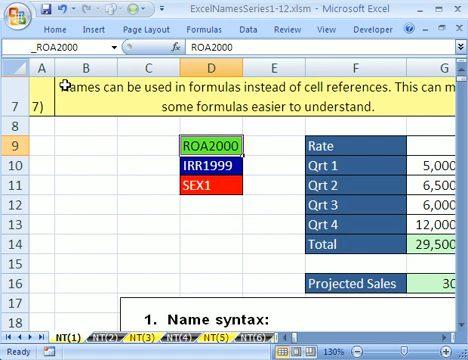 ExcelNamesSeries1-12.xlsm - Microsoft Excel
Home Insert Page Layout Formulas Data Review View Developer
_ROA2000 fx ROA2000
A B C D E F G
7 7) Names can be used in formulas instead of cell references. This can m
some formulas easier to understand.
8
9 ROA2000 Rate
10 IRR1999 Qrt 1 5,000
11 SEX1 Qrt 2 6,500
12 Qrt 3 6,000
13 Qrt 4 12,000
14 Total 29,500
15
16 Projected Sales 30
17 1. Name syntax:
18
NT(1) NT(2) NT(3) NT(4) NT(5) NT(6)
Ready 130%